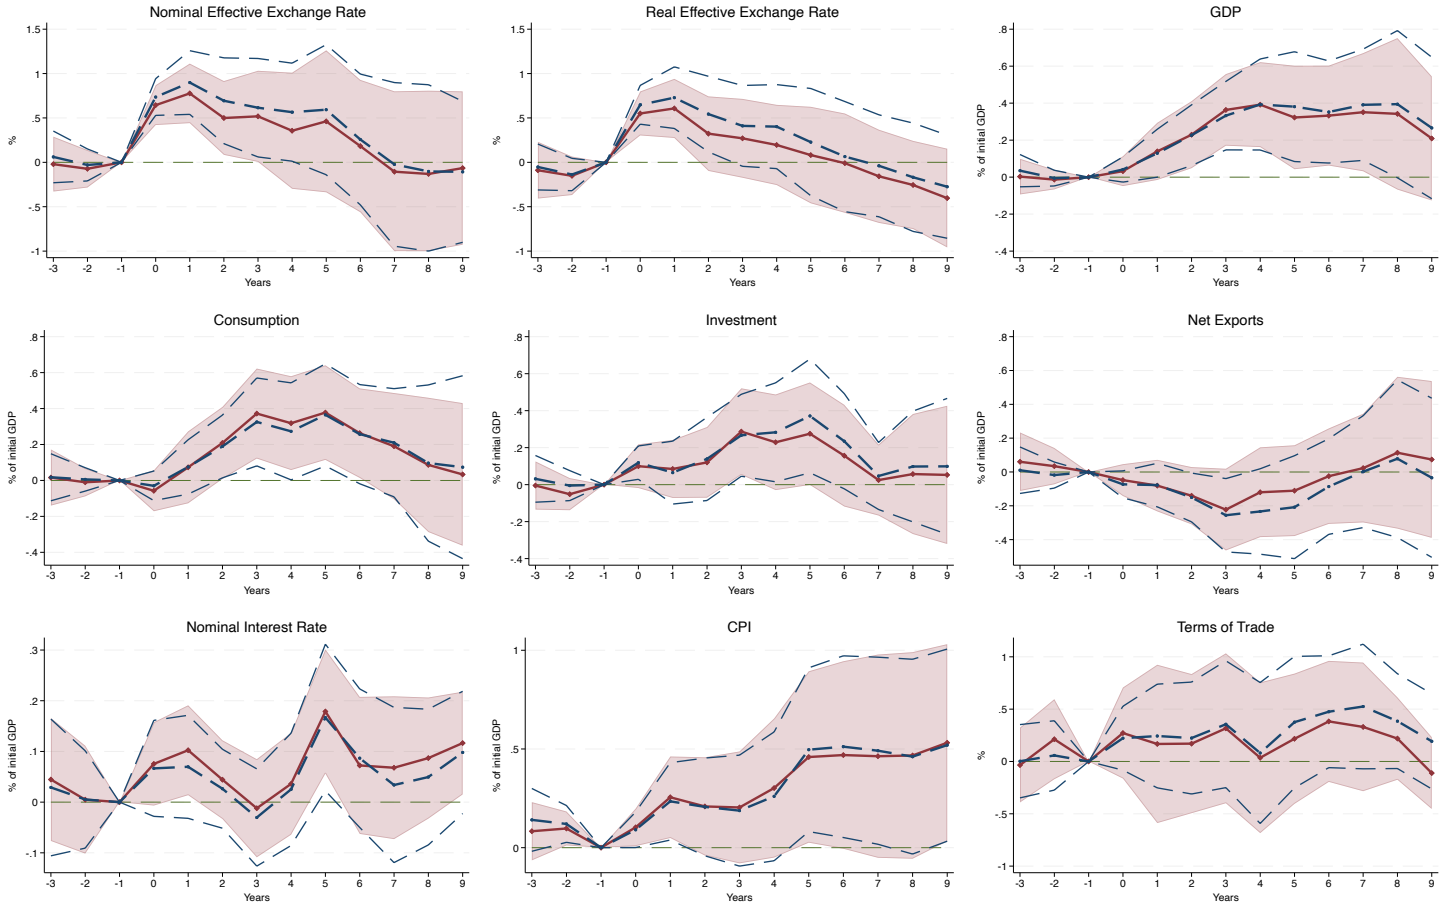 Nominal Effective Exchange Rate
1.5
1
.5
0
-.5
-1
%
-3 -2 -1 0 1 2 3 4 5 6 7 8 9
Years
Real Effective Exchange Rate
1.5
1
.5
0
-.5
-1
%
-3 -2 -1 0 1 2 3 4 5 6 7 8 9
Years
GDP
.8
.6
.4
.2
0
-.2
-.4
% of initial GDP
-3 -2 -1 0 1 2 3 4 5 6 7 8 9
Years
Consumption
.8
.6
.4
.2
0
-.2
-.4
% of initial GDP
-3 -2 -1 0 1 2 3 4 5 6 7 8 9
Years
Investment
.8
.6
.4
.2
0
-.2
-.4
% of initial GDP
-3 -2 -1 0 1 2 3 4 5 6 7 8 9
Years
Net Exports
.8
.6
.4
.2
0
-.2
-.4
% of initial GDP
-3 -2 -1 0 1 2 3 4 5 6 7 8 9
Years
Nominal Interest Rate
.3
.2
.1
0
-.1
% of initial GDP
-3 -2 -1 0 1 2 3 4 5 6 7 8 9
Years
CPI
1
.5
0
% of initial GDP
-3 -2 -1 0 1 2 3 4 5 6 7 8 9
Years
Terms of Trade
1
.5
0
-.5
-1
%
-3 -2 -1 0 1 2 3 4 5 6 7 8 9
Years